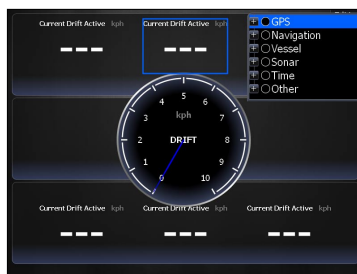 Current Drift Active kph
Current Drift Active kph
GPS
Navigation
Vessel
Sonar
Time
Other
4 5 6
3 kph 7
2 DRIFT 8
1 9
0 10
Current Drift Active kph
Current Drift Active kph
Current Drift Active kph